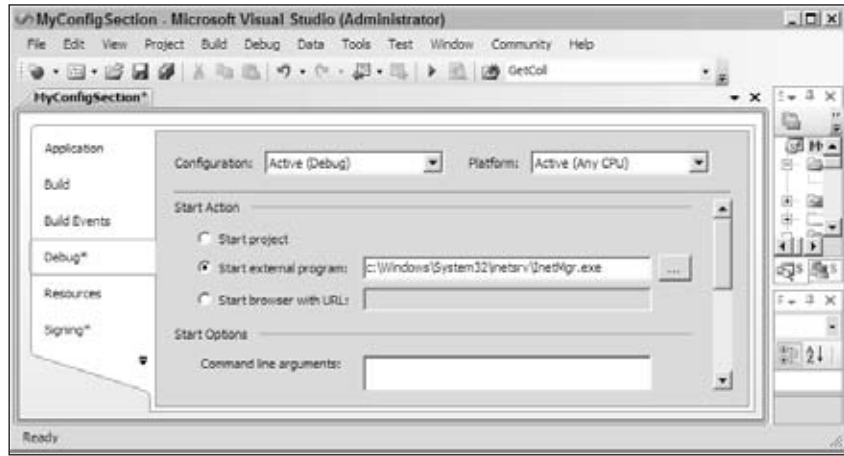 MyConfigSection - Microsoft Visual Studio (Administrator)
File Edit View Project Build Debug Data Tools Test Window Community Help
GetColl
MyConfigSection*
Application
Build
Build Events
Debug*
Resources
Signing*
Configuration: Active (Debug)
Platform: Active (Any CPU)
Start Action
Start project
Start external program: c:\Windows\System32\inetsrv\InetMgr.exe ...
Start browser with URL:
Start Options
Command line arguments:
Ready